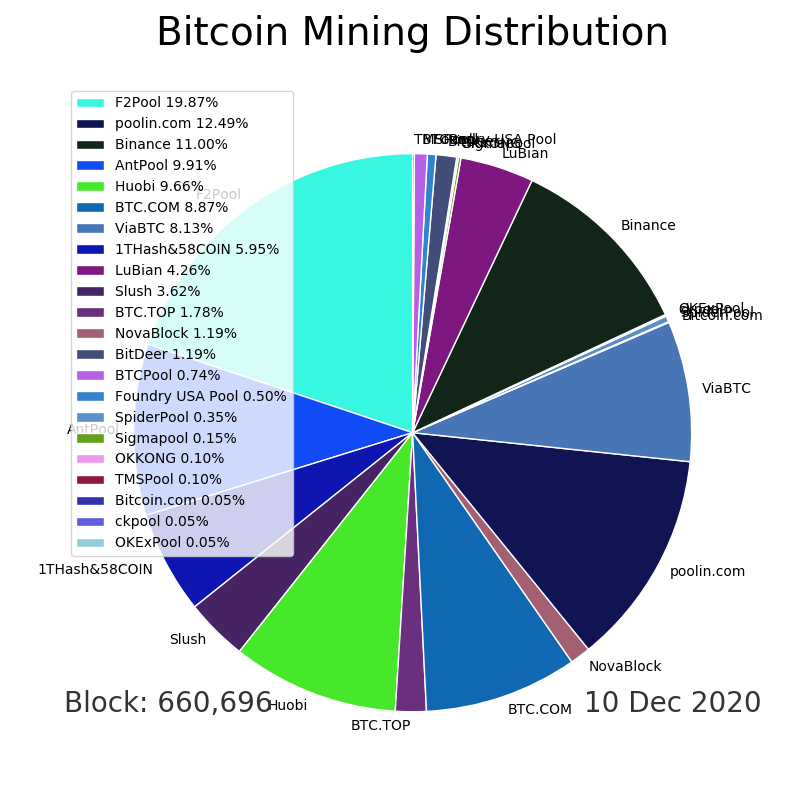 Bitcoin Mining Distribution
F2Pool 19.87%
poolin.com 12.49%
Binance 11.00%
AntPool 9.91%
Huobi 9.66%
BTC.COM 8.87%
ViaBTC 8.13%
1THash&58COIN 5.95%
LuBian 4.26%
Slush 3.62%
BTC.TOP 1.78%
NovaBlock 1.19%
BitDeer 1.19%
BTCPool 0.74%
Foundry USA Pool 0.50%
SpiderPool 0.35%
Sigmapool 0.15%
OKKONG 0.10%
TMSPool 0.10%
Bitcoin.com 0.05%
ckpool 0.05%
OKExPool 0.05%
USA Pool
LuBian
Binance
OKExPool
Bitcoin.com
ViaBTC
poolin.com
NovaBlock
BTC.COM
BTC.TOP
Huobi
Slush
1THash&58COIN
AntPool
F2Pool
Block: 660,696
10 Dec 2020